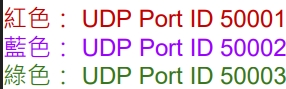 紅色： UDP Port ID 50001
藍色： UDP Port ID 50002
綠色： UDP Port ID 50003